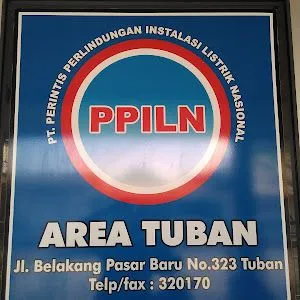 PT. PERINTIS PERLINDUNGAN INSTALASI LISTRIK NASIONAL
PPILN
AREA TUBAN
Jl. Belakang Pasar Baru No.323 Tuban
Telp/fax : 320170